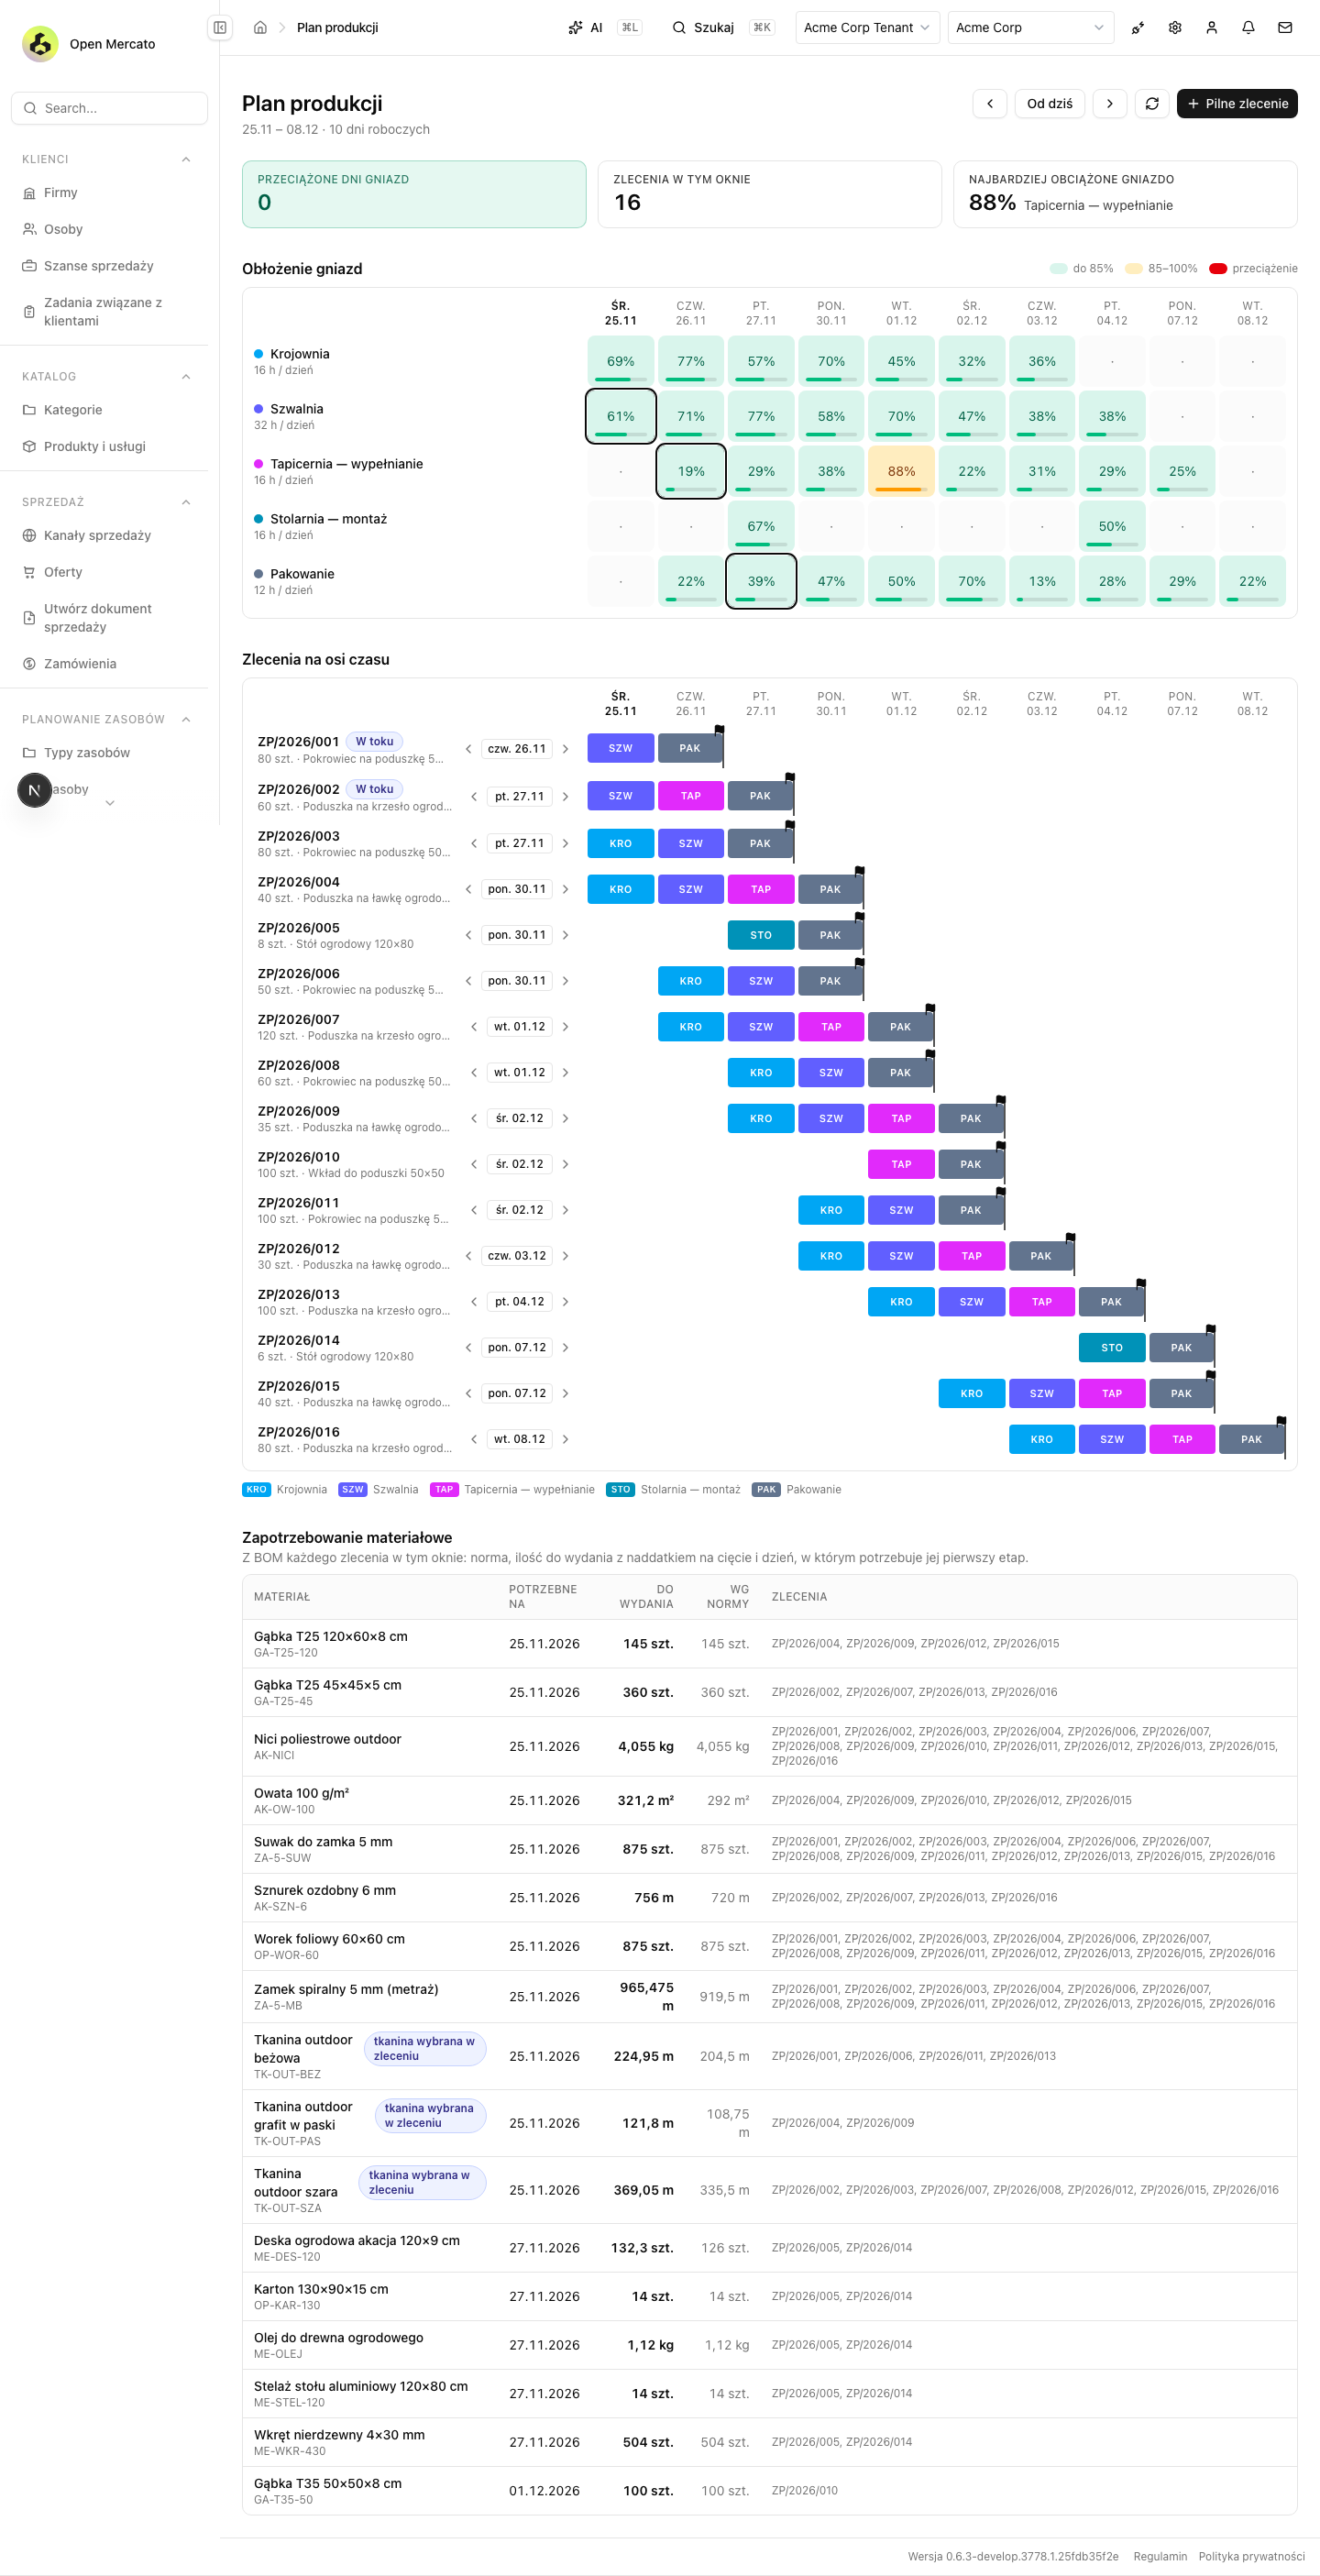 Open Mercato
Search...
KLIENCI
Firmy
Osoby
Szanse sprzedaży
Zadania związane z
klientami
KATALOG
Kategorie
Produkty i usługi
SPRZEDAŻ
Kanały sprzedaży
Oferty
Utwórz dokument
sprzedaży
Zamówienia
PLANOWANIE ZASOBÓW
Typy zasobów
asoby
N
Plan produkcji
AI ⌘L
Szukaj ⌘K
Acme Corp Tenant
Acme Corp
Plan produkcji
25.11 – 08.12 · 10 dni roboczych
Od dziś
+ Pilne zlecenie
PRZECIĄŻONE DNI GNIAZD
0
ZLECENIA W TYM OKNIE
16
NAJBARDZIEJ OBCIĄŻONE GNIAZDO
88% Tapicernia — wypełnianie
Obłożenie gniazd
do 85% 85–100% przeciążenie
ŚR. CZW. PT. PON. WT. ŚR. CZW. PT. PON. WT.
25.11 26.11 27.11 30.11 01.12 02.12 03.12 04.12 07.12 08.12
Krojownia
16 h / dzień
69% 77% 57% 70% 45% 32% 36% · · ·
Szwalnia
32 h / dzień
61% 71% 77% 58% 70% 47% 38% 38% · ·
Tapicernia — wypełnianie
16 h / dzień
· 19% 29% 38% 88% 22% 31% 29% 25% ·
Stolarnia — montaż
16 h / dzień
· · 67% · · · · 50% · ·
Pakowanie
12 h / dzień
· 22% 39% 47% 50% 70% 13% 28% 29% 22%
Zlecenia na osi czasu
ŚR. CZW. PT. PON. WT. ŚR. CZW. PT. PON. WT.
25.11 26.11 27.11 30.11 01.12 02.12 03.12 04.12 07.12 08.12
ZP/2026/001 W toku
80 szt. · Pokrowiec na poduszkę 5...
czw. 26.11
SZW PAK
ZP/2026/002 W toku
60 szt. · Poduszka na krzesło ogrod...
pt. 27.11
SZW TAP PAK
ZP/2026/003
80 szt. · Pokrowiec na poduszkę 50...
pt. 27.11
KRO SZW PAK
ZP/2026/004
40 szt. · Poduszka na ławkę ogrodo...
pon. 30.11
KRO SZW TAP PAK
ZP/2026/005
8 szt. · Stół ogrodowy 120×80
pon. 30.11
STO PAK
ZP/2026/006
50 szt. · Pokrowiec na poduszkę 5...
pon. 30.11
KRO SZW PAK
ZP/2026/007
120 szt. · Poduszka na krzesło ogro...
wt. 01.12
KRO SZW TAP PAK
ZP/2026/008
60 szt. · Pokrowiec na poduszkę 50...
wt. 01.12
KRO SZW PAK
ZP/2026/009
35 szt. · Poduszka na ławkę ogrodo...
śr. 02.12
KRO SZW TAP PAK
ZP/2026/010
100 szt. · Wkład do poduszki 50×50
śr. 02.12
TAP PAK
ZP/2026/011
100 szt. · Pokrowiec na poduszkę 5...
śr. 02.12
KRO SZW PAK
ZP/2026/012
30 szt. · Poduszka na ławkę ogrodo...
czw. 03.12
KRO SZW TAP PAK
ZP/2026/013
100 szt. · Poduszka na krzesło ogro...
pt. 04.12
KRO SZW TAP PAK
ZP/2026/014
6 szt. · Stół ogrodowy 120×80
pon. 07.12
STO PAK
ZP/2026/015
40 szt. · Poduszka na ławkę ogrodo...
pon. 07.12
KRO SZW TAP PAK
ZP/2026/016
80 szt. · Poduszka na krzesło ogrod...
wt. 08.12
KRO SZW TAP PAK
KRO Krojownia SZW Szwalnia TAP Tapicernia — wypełnianie STO Stolarnia — montaż PAK Pakowanie
Zapotrzebowanie materiałowe
Z BOM każdego zlecenia w tym oknie: norma, ilość do wydania z naddatkiem na cięcie i dzień, w którym potrzebuje jej pierwszy etap.
MATERIAŁ POTRZEBNE NA DO WYDANIA WG NORMY ZLECENIA
Gąbka T25 120×60×8 cm
GA-T25-120
25.11.2026 145 szt. 145 szt. ZP/2026/004, ZP/2026/009, ZP/2026/012, ZP/2026/015
Gąbka T25 45×45×5 cm
GA-T25-45
25.11.2026 360 szt. 360 szt. ZP/2026/002, ZP/2026/007, ZP/2026/013, ZP/2026/016
Nici poliestrowe outdoor
AK-NICI
25.11.2026 4,055 kg 4,055 kg
ZP/2026/001, ZP/2026/002, ZP/2026/003, ZP/2026/004, ZP/2026/006, ZP/2026/007,
ZP/2026/008, ZP/2026/009, ZP/2026/010, ZP/2026/011, ZP/2026/012, ZP/2026/013, ZP/2026/015,
ZP/2026/016
Owata 100 g/m²
AK-OW-100
25.11.2026 321,2 m² 292 m² ZP/2026/004, ZP/2026/009, ZP/2026/010, ZP/2026/012, ZP/2026/015
Suwak do zamka 5 mm
ZA-5-SUW
25.11.2026 875 szt. 875 szt.
ZP/2026/001, ZP/2026/002, ZP/2026/003, ZP/2026/004, ZP/2026/006, ZP/2026/007,
ZP/2026/008, ZP/2026/009, ZP/2026/011, ZP/2026/012, ZP/2026/013, ZP/2026/015, ZP/2026/016
Sznurek ozdobny 6 mm
AK-SZN-6
25.11.2026 756 m 720 m ZP/2026/002, ZP/2026/007, ZP/2026/013, ZP/2026/016
Worek foliowy 60×60 cm
OP-WOR-60
25.11.2026 875 szt. 875 szt.
ZP/2026/001, ZP/2026/002, ZP/2026/003, ZP/2026/004, ZP/2026/006, ZP/2026/007,
ZP/2026/008, ZP/2026/009, ZP/2026/011, ZP/2026/012, ZP/2026/013, ZP/2026/015, ZP/2026/016
Zamek spiralny 5 mm (metraż)
ZA-5-MB
25.11.2026 965,475 m 919,5 m
ZP/2026/001, ZP/2026/002, ZP/2026/003, ZP/2026/004, ZP/2026/006, ZP/2026/007,
ZP/2026/008, ZP/2026/009, ZP/2026/011, ZP/2026/012, ZP/2026/013, ZP/2026/015, ZP/2026/016
Tkanina outdoor
beżowa
TK-OUT-BEZ
tkanina wybrana w
zleceniu
25.11.2026 224,95 m 204,5 m ZP/2026/001, ZP/2026/006, ZP/2026/011, ZP/2026/013
Tkanina outdoor
grafit w paski
TK-OUT-PAS
tkanina wybrana
w zleceniu
25.11.2026 121,8 m 108,75 m ZP/2026/004, ZP/2026/009
Tkanina
outdoor szara
TK-OUT-SZA
tkanina wybrana w
zleceniu
25.11.2026 369,05 m 335,5 m ZP/2026/002, ZP/2026/003, ZP/2026/007, ZP/2026/008, ZP/2026/012, ZP/2026/015, ZP/2026/016
Deska ogrodowa akacja 120×9 cm
ME-DES-120
27.11.2026 132,3 szt. 126 szt. ZP/2026/005, ZP/2026/014
Karton 130×90×15 cm
OP-KAR-130
27.11.2026 14 szt. 14 szt. ZP/2026/005, ZP/2026/014
Olej do drewna ogrodowego
ME-OLEJ
27.11.2026 1,12 kg 1,12 kg ZP/2026/005, ZP/2026/014
Stelaż stołu aluminiowy 120×80 cm
ME-STEL-120
27.11.2026 14 szt. 14 szt. ZP/2026/005, ZP/2026/014
Wkręt nierdzewny 4×30 mm
ME-WKR-430
27.11.2026 504 szt. 504 szt. ZP/2026/005, ZP/2026/014
Gąbka T35 50×50×8 cm
GA-T35-50
01.12.2026 100 szt. 100 szt. ZP/2026/010
Wersja 0.6.3-develop.3778.1.25fdb35f2e Regulamin Polityka prywatności